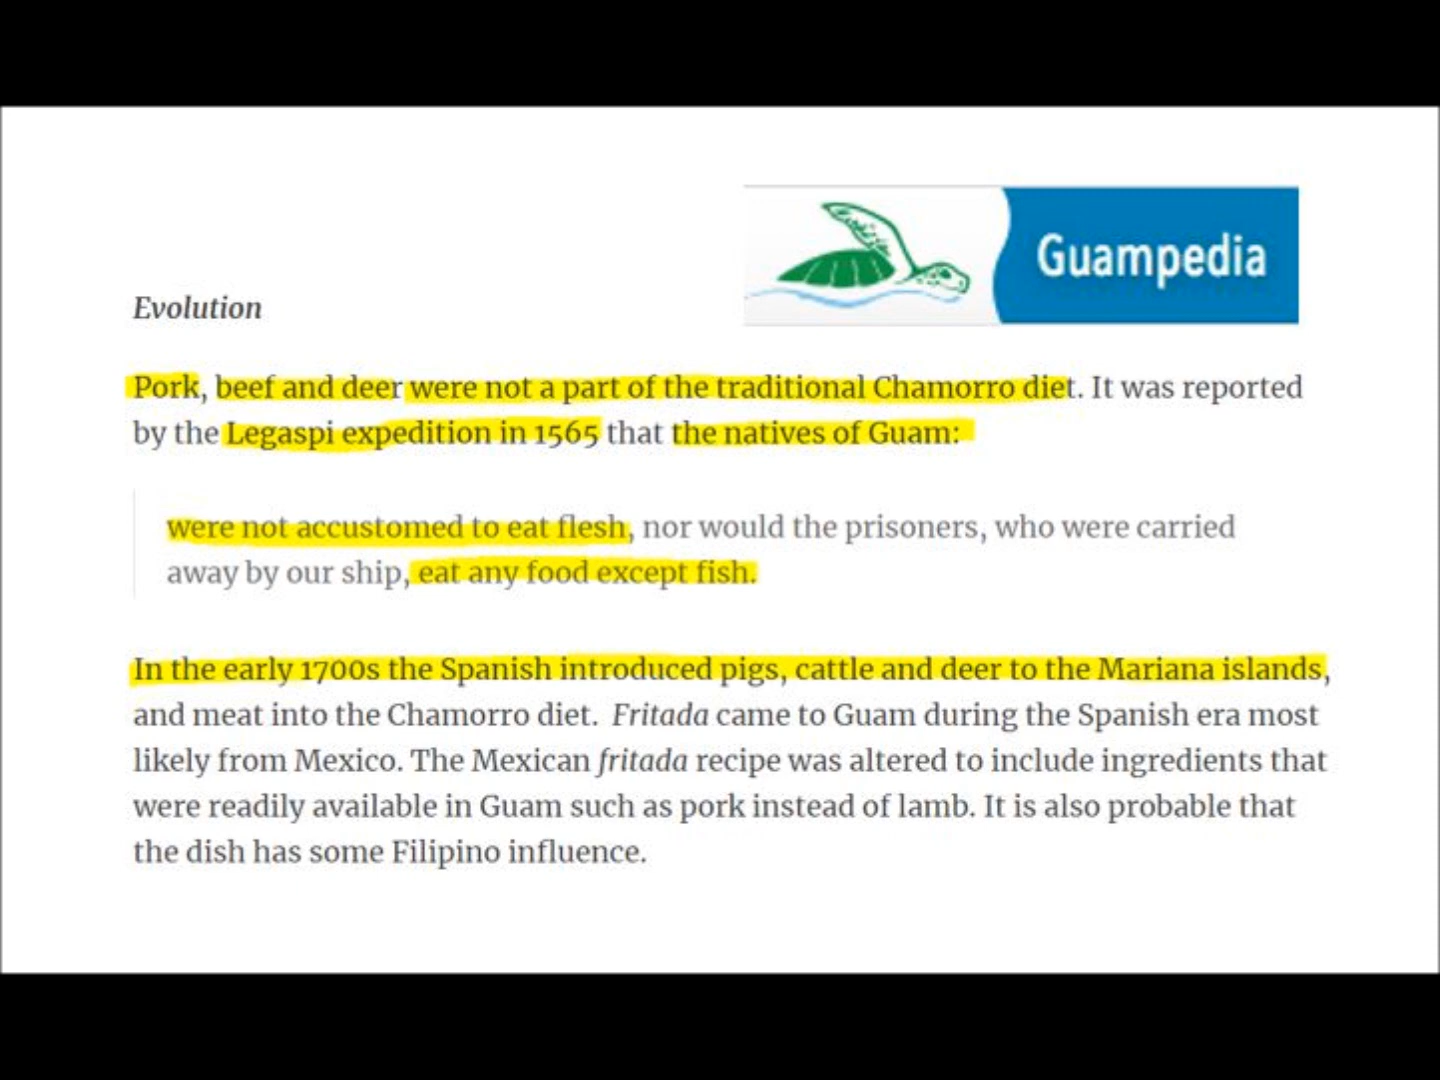 Guampedia
Evolution
Pork, beef and deer were not a part of the traditional Chamorro diet. It was reported
by the Legaspi expedition in 1565 that the natives of Guam:
were not accustomed to eat flesh, nor would the prisoners, who were carried
away by our ship, eat any food except fish.
In the early 1700s the Spanish introduced pigs, cattle and deer to the Mariana islands,
and meat into the Chamorro diet. Fritada came to Guam during the Spanish era most
likely from Mexico. The Mexican fritada recipe was altered to include ingredients that
were readily available in Guam such as pork instead of lamb. It is also probable that
the dish has some Filipino influence.